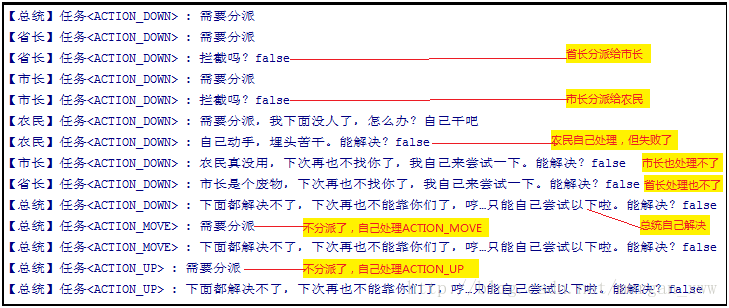 【总统】任务<ACTION_DOWN> : 需要分派
【省长】任务<ACTION_DOWN> : 需要分派
【省长】任务<ACTION_DOWN> : 拦截吗? false 省长分派给市长
【市长】任务<ACTION_DOWN> : 需要分派
【市长】任务<ACTION_DOWN> : 拦截吗? false 市长分派给农民
【农民】任务<ACTION_DOWN> : 需要分派，我下面没人了，怎么办? 自己干吧
【农民】任务<ACTION_DOWN> : 自己动手，埋头苦干。能解决? false 农民自己处理，但失败了
【市长】任务<ACTION_DOWN> : 农民真没用，下次再也不找你了，我自己来尝试一下。能解决? false 市长也处理不了
【省长】任务<ACTION_DOWN> : 市长是个废物，下次再也不找你了，我自己来尝试一下。能解决? false 省长处理也不了
【总统】任务<ACTION_DOWN> : 下面都解决不了，下次再也不能靠你们了，哼…只能自己尝试以下啦。能解决? false
【总统】任务<ACTION_MOVE> : 需要分派 不分派了，自己处理ACTION_MOVE 总统自己解决
【总统】任务<ACTION_MOVE> : 下面都解决不了，下次再也不能靠你们了，哼…只能自己尝试以下啦。能解决? false
【总统】任务<ACTION_UP> : 需要分派 不分派了，自己处理ACTION_UP
【总统】任务<ACTION_UP> : 下面都解决不了，下次再也不能靠你们了，哼…只能自己尝试以下啦。能解决? false